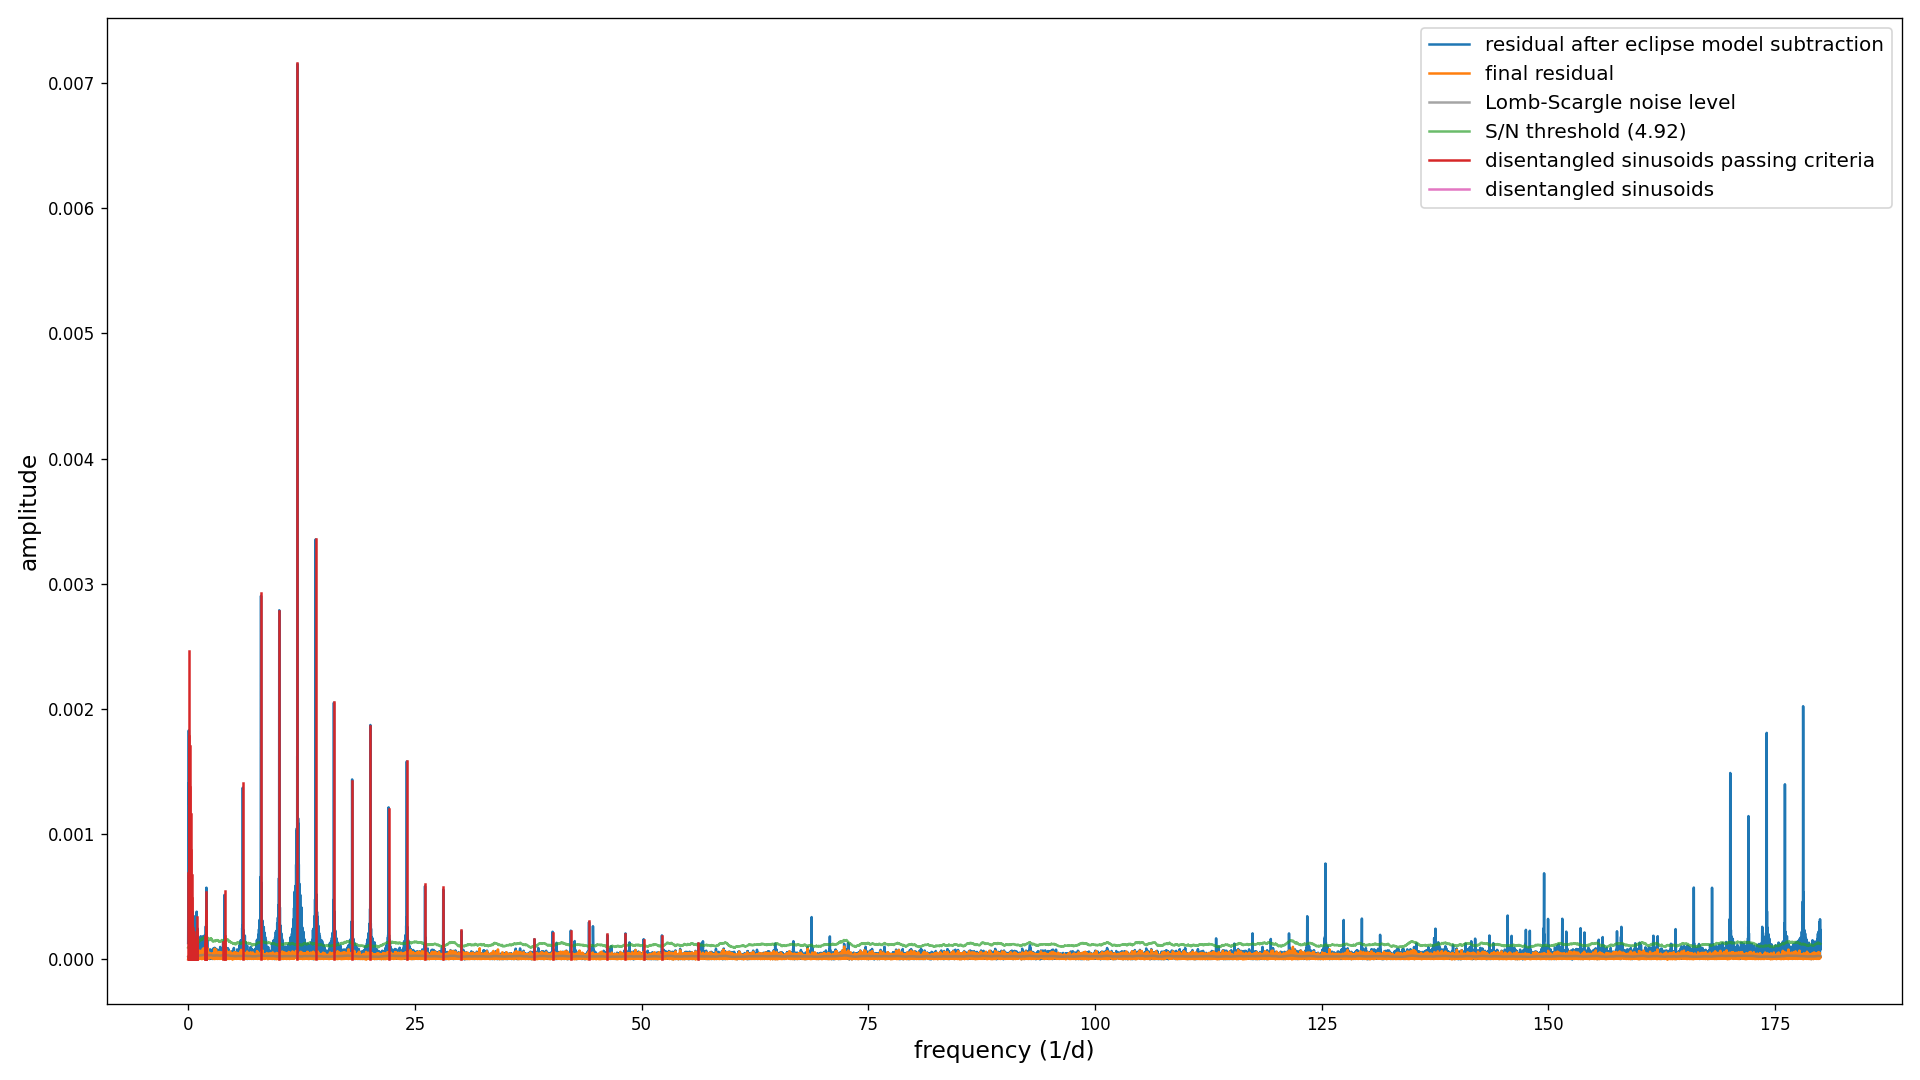 residual after eclipse model subtraction
final residual
Lomb-Scargle noise level
S/N threshold (4.92)
disentangled sinusoids passing criteria
disentangled sinusoids
0.007
0.006
0.005
0.004
0.003
0.002
0.001
0.000
amplitude
0 25 50 75 100 125 150 175
frequency (1/d)